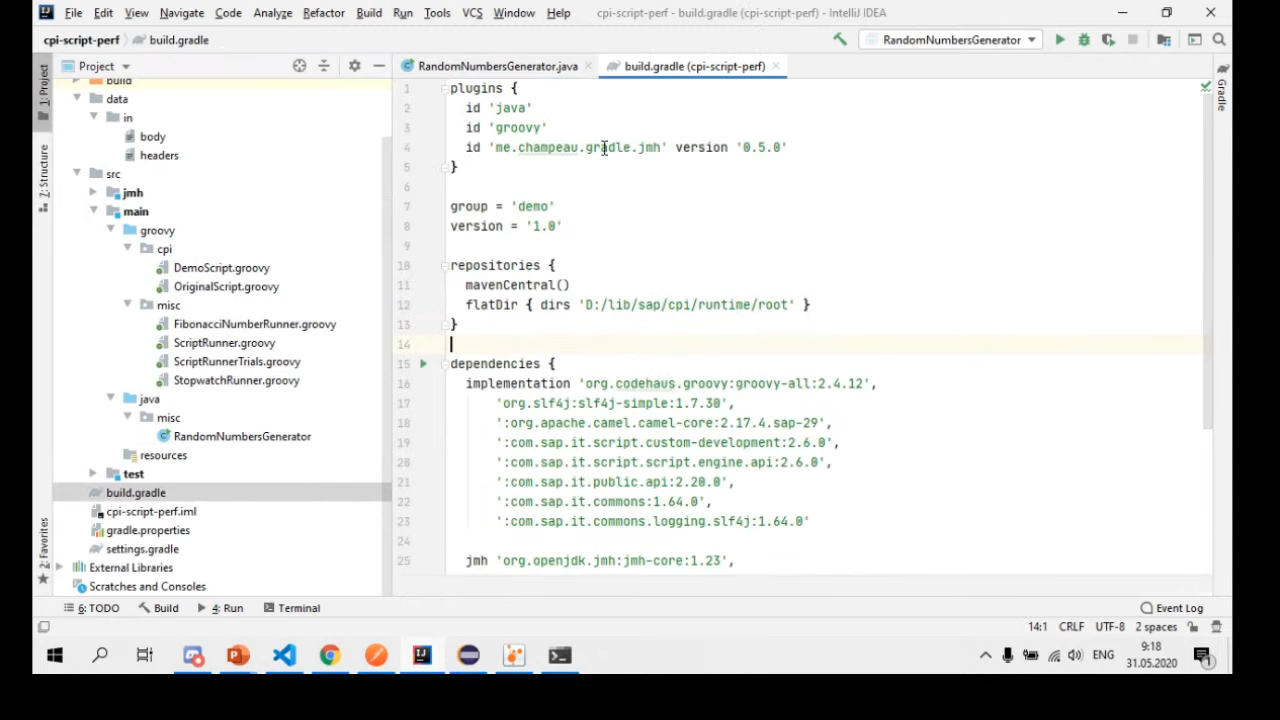 File Edit View Navigate Code Analyze Refactor Build Run Tools VCS Window Help cpi-script-perf - build.gradle (cpi-script-perf) - IntelliJ IDEA
cpi-script-perf build.gradle RandomNumbersGenerator
1: Project
Project
RandomNumbersGenerator.java build.gradle (cpi-script-perf)
Gradle
build
data
in
body
headers
src
jmh
main
groovy
cpi
DemoScript.groovy
OriginalScript.groovy
misc
FibonacciNumberRunner.groovy
ScriptRunner.groovy
ScriptRunnerTrials.groovy
StopwatchRunner.groovy
java
misc
RandomNumbersGenerator
resources
test
build.gradle
cpi-script-perf.iml
gradle.properties
settings.gradle
External Libraries
Scratches and Consoles
7: Structure
2: Favorites
1 plugins {
2 id 'java'
3 id 'groovy'
4 id 'me.champeau.gradle.jmh' version '0.5.0'
5 }
6
7 group = 'demo'
8 version = '1.0'
9
10 repositories {
11 mavenCentral()
12 flatDir { dirs 'D:/lib/sap/cpi/runtime/root' }
13 }
14
15 dependencies {
16 implementation 'org.codehaus.groovy:groovy-all:2.4.12',
17 'org.slf4j:slf4j-simple:1.7.30',
18 ':org.apache.camel.camel-core:2.17.4.sap-29',
19 ':com.sap.it.script.custom-development:2.6.0',
20 ':com.sap.it.script.script.engine.api:2.6.0',
21 ':com.sap.it.public.api:2.20.0',
22 ':com.sap.it.commons:1.64.0',
23 ':com.sap.it.commons.logging.slf4j:1.64.0'
24
25 jmh 'org.openjdk.jmh:jmh-core:1.23',
6: TODO Build 4: Run Terminal Event Log
14:1 CRLF UTF-8 2 spaces
ENG 9:18
31.05.2020
1